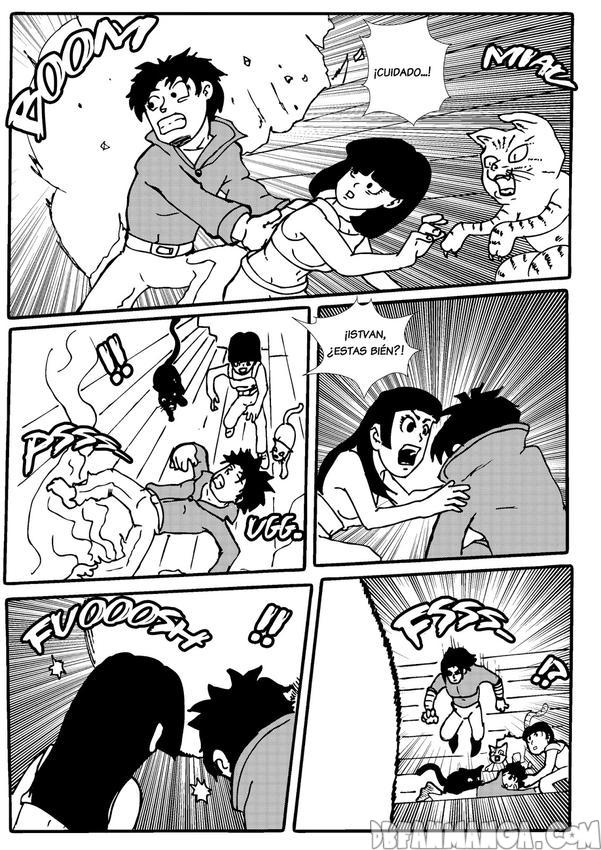 BOOM
¡CUIDADO...!
MIAU
!!
PSSS..
UGG.
¡ISTVAN,
¿ESTAS BIÉN?!
FUOOOSH
!!
FSSS..
!?
DBFANMANGA.COM